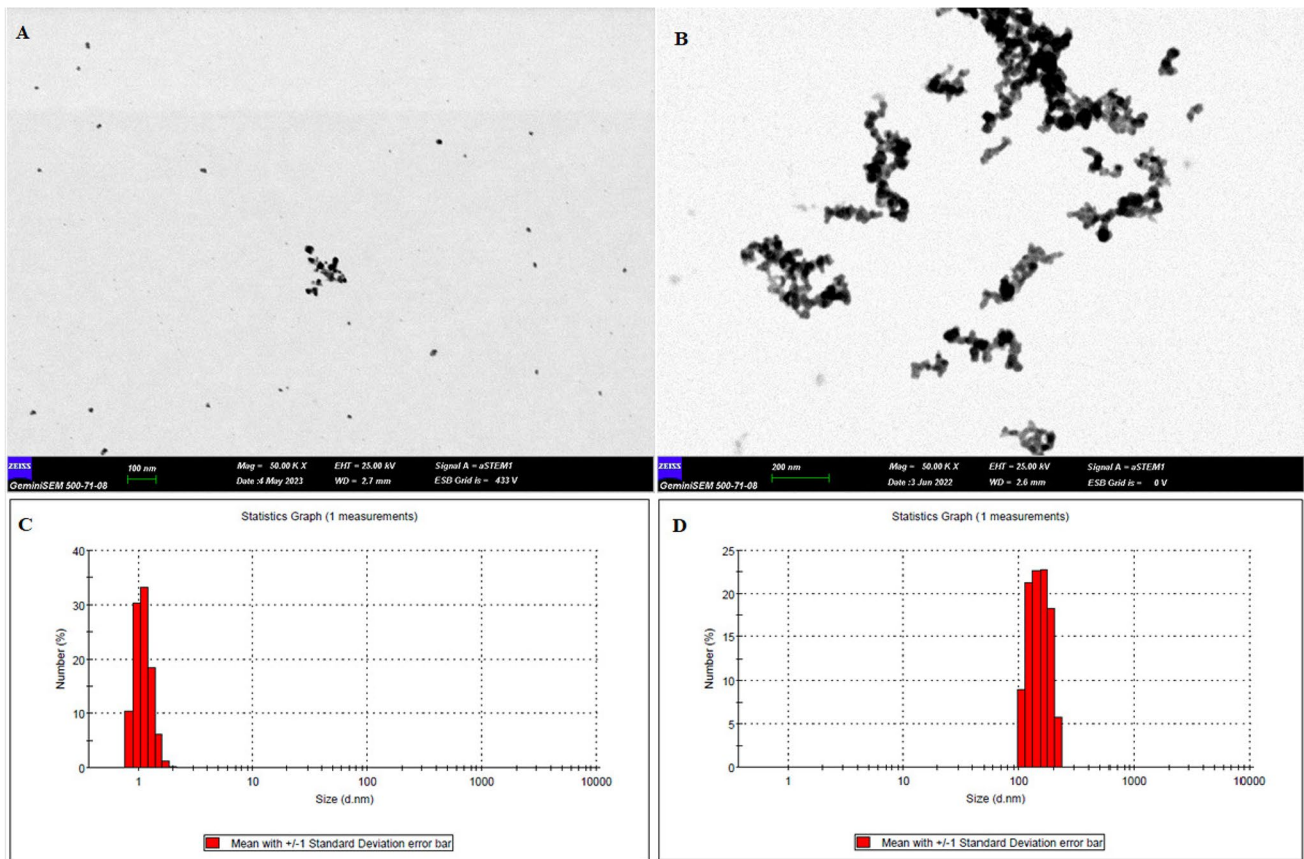 A
B
ZEISS
100 nm
Mag = 50.00 K X
EHT = 25.00 kV
Signal A = aSTEM1
GeminiSEM 500-71-08
Date :4 May 2023
WD = 2.7 mm
ESB Grid is = 433 V
ZEISS
200 nm
Mag = 50.00 K X
EHT = 25.00 kV
Signal A = aSTEM1
GeminiSEM 500-71-08
Date :3 Jun 2022
WD = 2.6 mm
ESB Grid is = 0 V
C
Statistics Graph (1 measurements)
Number (%)
40
30
20
10
0
1 10 100 1000 10000
Size (d.nm)
Mean with +/-1 Standard Deviation error bar
D
Statistics Graph (1 measurements)
Number (%)
25
20
15
10
5
0
1 10 100 1000 10000
Size (d.nm)
Mean with +/-1 Standard Deviation error bar